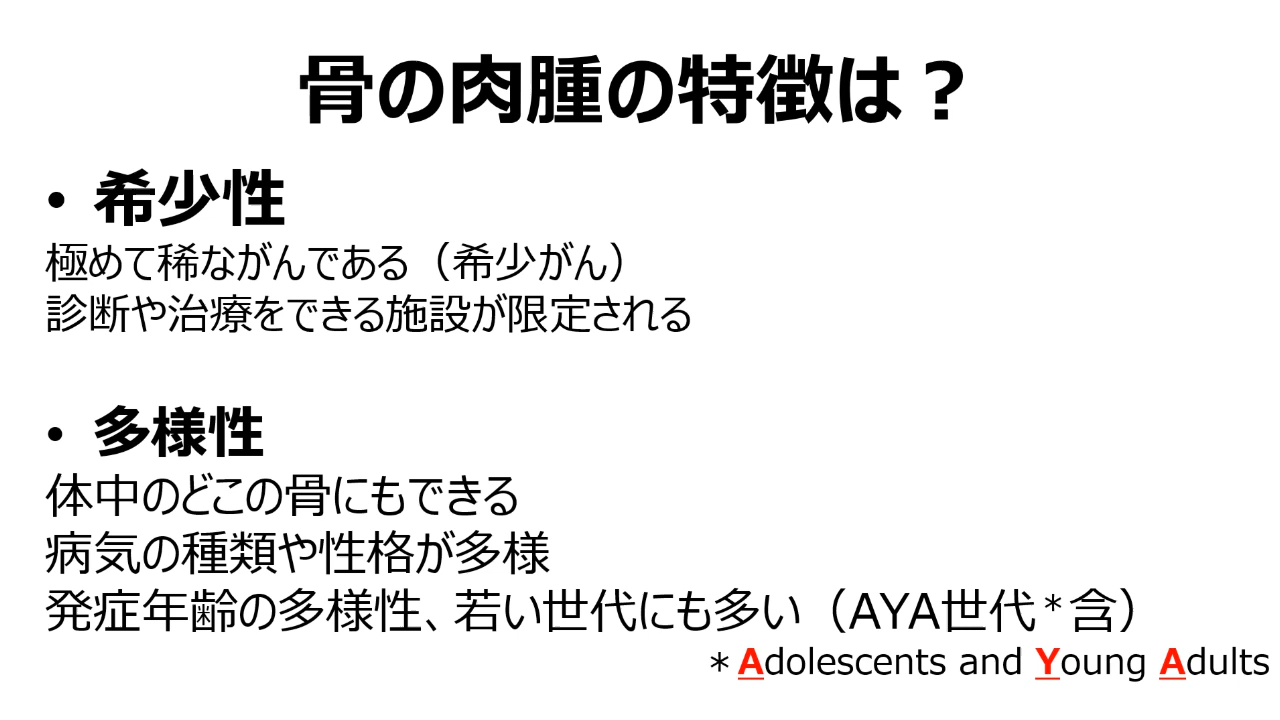 骨の肉腫の特徴は？
• 希少性
極めて稀ながんである（希少がん）
診断や治療をできる施設が限定される
• 多様性
体中のどこの骨にもできる
病気の種類や性格が多様
発症年齢の多様性、若い世代にも多い（AYA世代＊含）
＊Adolescents and Young Adults